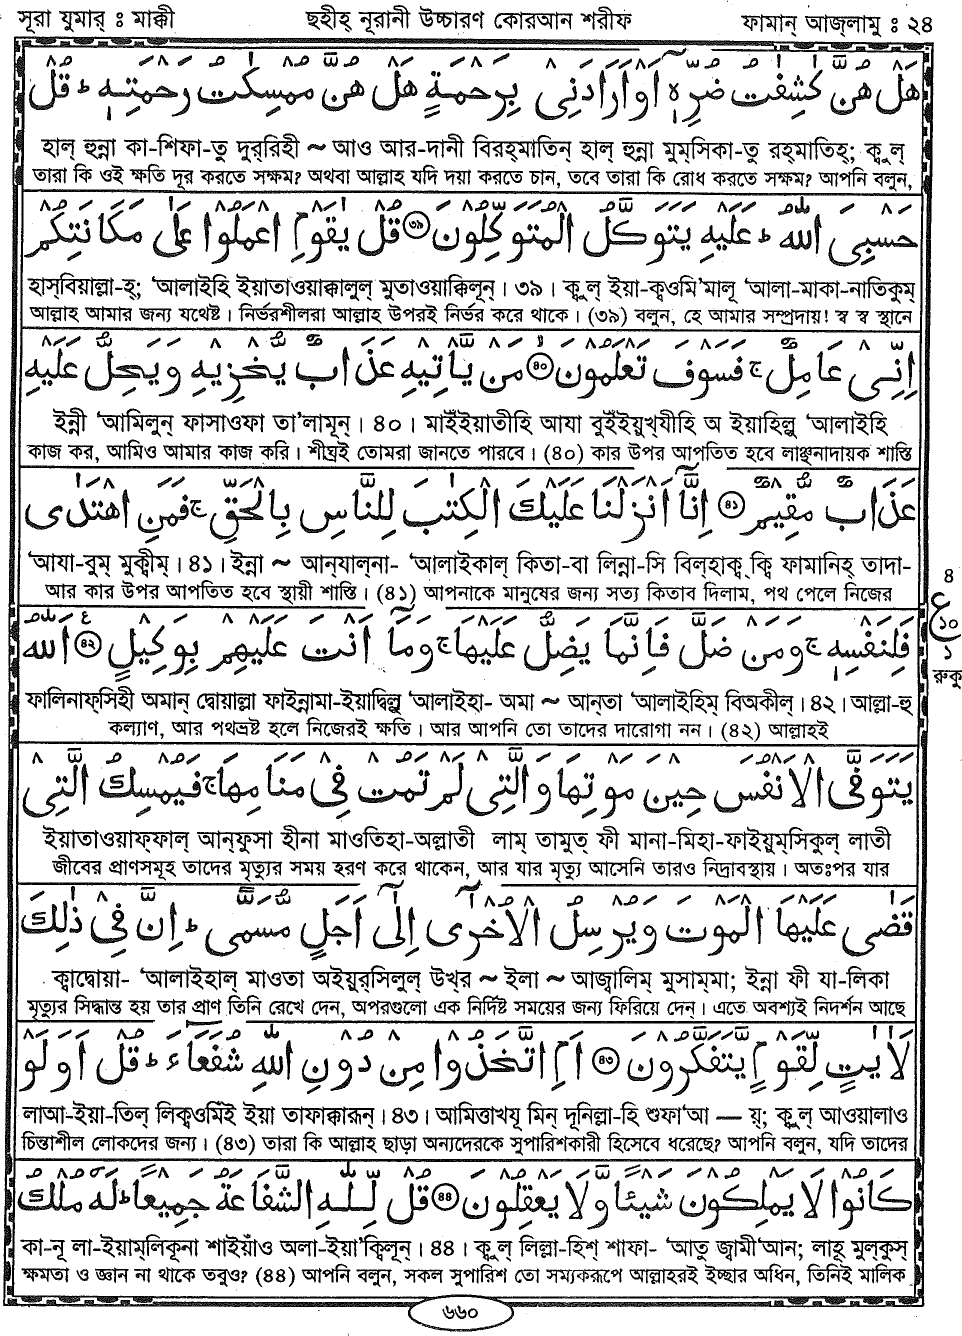 সূরা যুমার্ : মাক্কী ছহীহ্ নূরানী উচ্চারণ কোরআন শরীফ ফামান্ আজ্লামু : ২৪
هَلْ هُنَّ كٰشِفٰتُ ضُرِّهٖٓ اَوْ اَرَادَنِىْ بِرَحْمَةٍ هَلْ هُنَّ مُمْسِكٰتُ رَحْمَتِهٖ ؕ قُلْ
হাল্ হুন্না কা-শিফা-তু দুর্রিহী ~ আও আর-দানী বিরহ্মাতিন্ হাল্ হুন্না মুম্সিকা-তু রহ্মাতিহ্; ক্বুল্
তারা কি ওই ক্ষতি দূর করতে সক্ষম? অথবা আল্লাহ যদি দয়া করতে চান, তবে তারা কি রোধ করতে সক্ষম? আপনি বলুন,
حَسْبِىَ اللّٰهُ ؕ عَلَيْهِ يَتَوَكَّلُ الْمُتَوَكِّلُوْنَ ﴿৩৯﴾ قُلْ يٰقَوْمِ اعْمَلُوْا عَلٰى مَكَانَتِكُمْ
হাস্বিয়াল্লা-হ্; ‘আলাইহি ইয়াতাওয়াক্কালুল্ মুতাওয়াক্কিলূন্। ৩৯। ক্বুল্ ইয়া-ক্বওমি’মালূ ‘আলা-মাকা-নাতিকুম্
আল্লাহ আমার জন্য যথেষ্ট। নির্ভরশীলরা আল্লাহ উপরই নির্ভর করে থাকে। (৩৯) বলুন, হে আমার সম্প্রদায়! স্ব স্ব স্থানে
اِنِّىْ عَامِلٌ ۚ فَسَوْفَ تَعْلَمُوْنَ ﴿৪০﴾ مَنْ يَّاْتِيْهِ عَذَابٌ يُّخْزِيْهِ وَيَحِلُّ عَلَيْهِ
ইন্নী ‘আমিলুন্ ফাসাওফা তা’লামূন্। ৪০। মাইঁইয়াতীহি আযা বুইঁইয়ুখ্যীহি অ ইয়াহিল্লু ‘আলাইহি
কাজ কর, আমিও আমার কাজ করি। শীঘ্রই তোমরা জানতে পারবে। (৪০) কার উপর আপতিত হবে লাঞ্ছনাদায়ক শাস্তি
عَذَابٌ مُّقِيْمٌ ﴿৪১﴾ اِنَّآ اَنْزَلْنَا عَلَيْكَ الْكِتٰبَ لِلنَّاسِ بِالْحَقِّ ۚ فَمَنِ اهْتَدٰى
‘আযা-বুম্ মুক্বীম্। ৪১। ইন্না ~ আন্যাল্না- ‘আলাইকাল্ কিতা-বা লিন্না-সি বিল্হাক্ব্ ক্বি ফামানিহ্ তাদা-
আর কার উপর আপতিত হবে স্থায়ী শাস্তি। (৪১) আপনাকে মানুষের জন্য সত্য কিতাব দিলাম, পথ পেলে নিজের
فَلِنَفْسِهٖ ۚ وَمَنْ ضَلَّ فَاِنَّمَا يَضِلُّ عَلَيْهَا ۚ وَمَآ اَنْتَ عَلَيْهِمْ بِوَكِيْلٍ ﴿৪২﴾ اَللّٰهُ
ফালিনাফ্সিহী অমান্ দ্বোয়াল্লা ফাইন্নামা-ইয়াদ্বিল্লু ‘আলাইহা- অমা ~ আন্তা ‘আলাইহিম্ বিঅকীল্। ৪২। আল্লা-হু
কল্যাণ, আর পথভ্রষ্ট হলে নিজেরই ক্ষতি। আর আপনি তো তাদের দারোগা নন। (৪২) আল্লাহই
৪
ع
১০
১
রুকু
يَتَوَفَّى الْاَنْفُسَ حِيْنَ مَوْتِهَا وَالَّتِىْ لَمْ تَمُتْ فِىْ مَنَامِهَا ۚ فَيُمْسِكُ الَّتِىْ
ইয়াতাওয়াফ্ফাল্ আন্ফুসা হীনা মাওতিহা-অল্লাতী লাম্ তামুত্ ফী মানা-মিহা-ফাইয়ুম্সিকুল্ লাতী
জীবের প্রাণসমূহ তাদের মৃত্যুর সময় হরণ করে থাকেন, আর যার মৃত্যু আসেনি তারও নিদ্রাবস্থায়। অতঃপর যার
قَضٰى عَلَيْهَا الْمَوْتَ وَيُرْسِلُ الْاُخْرٰٓى اِلٰٓى اَجَلٍ مُّسَمًّى ؕ اِنَّ فِىْ ذٰلِكَ
ক্বাদ্বোয়া- ‘আলাইহাল্ মাওতা অইয়ুর্সিলুল্ উখ্র ~ ইলা ~ আজ্বালিম্ মুসাম্মা; ইন্না ফী যা-লিকা
মৃত্যুর সিদ্ধান্ত হয় তার প্রাণ তিনি রেখে দেন, অপরগুলো এক নির্দিষ্ট সময়ের জন্য ফিরিয়ে দেন। এতে অবশ্যই নিদর্শন আছে
لَاٰيٰتٍ لِّقَوْمٍ يَّتَفَكَّرُوْنَ ﴿৪৩﴾ اَمِ اتَّخَذُوْا مِنْ دُوْنِ اللّٰهِ شُفَعَآءَ ؕ قُلْ اَوَلَوْ
লাআ-ইয়া-তিল্ লিক্বওমিঁই ইয়া তাফাক্কারূন্। ৪৩। আমিত্তাখযূ মিন্ দূনিল্লা-হি শুফা‘আ — য়্; ক্বুল্ আওয়ালাও
চিন্তাশীল লোকদের জন্য। (৪৩) তারা কি আল্লাহ ছাড়া অন্যদেরকে সুপারিশকারী হিসেবে ধরেছে? আপনি বলুন, যদি তাদের
كَانُوْا لَا يَمْلِكُوْنَ شَيْئًا وَّلَا يَعْقِلُوْنَ ﴿৪৪﴾ قُلْ لِّلّٰهِ الشَّفَاعَةُ جَمِيْعًا ؕ لَهٗ مُلْكُ
কা-নূ লা-ইয়াম্লিকূনা শাইয়াঁও অলা-ইয়া’ক্বিলূন্। ৪৪। ক্বুল্ লিল্লা-হিশ্ শাফা- ‘আতু জ্বামী‘আন; লাহূ মুল্কুস্
ক্ষমতা ও জ্ঞান না থাকে তবুও? (৪৪) আপনি বলুন, সকল সুপারিশ তো সম্যকরূপে আল্লাহরই ইচ্ছার অধিন, তিনিই মালিক
৬৬০